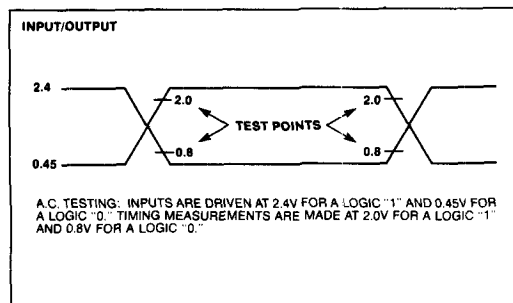 INPUT/OUTPUT
2.4
2.0
2.0
TEST POINTS
0.8
0.8
0.45
A.C. TESTING: INPUTS ARE DRIVEN AT 2.4V FOR A LOGIC "1" AND 0.45V FOR
A LOGIC "0." TIMING MEASUREMENTS ARE MADE AT 2.0V FOR A LOGIC "1"
AND 0.8V FOR A LOGIC "0."